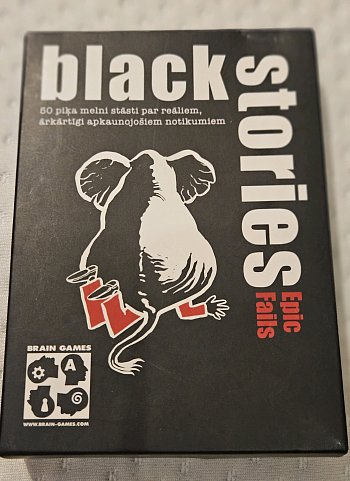 black
stories
50 piķa melni stāsti par reāliem,
ārkārtīgi apkaunojošiem notikumiem
Epic
Fails
BRAIN GAMES
A
WWW.BRAIN-GAMES.COM